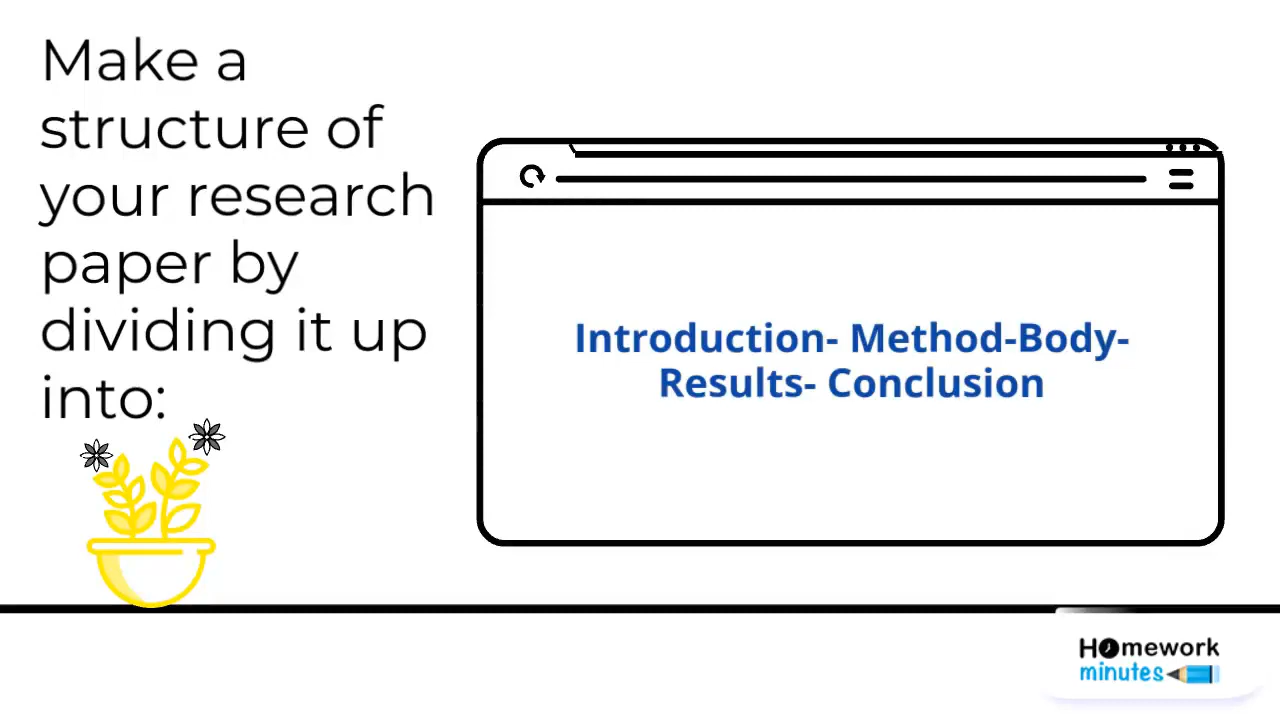 Make a
structure of
your research
paper by
dividing it up
into:
Introduction- Method-Body-
Results- Conclusion
Homework
minutes